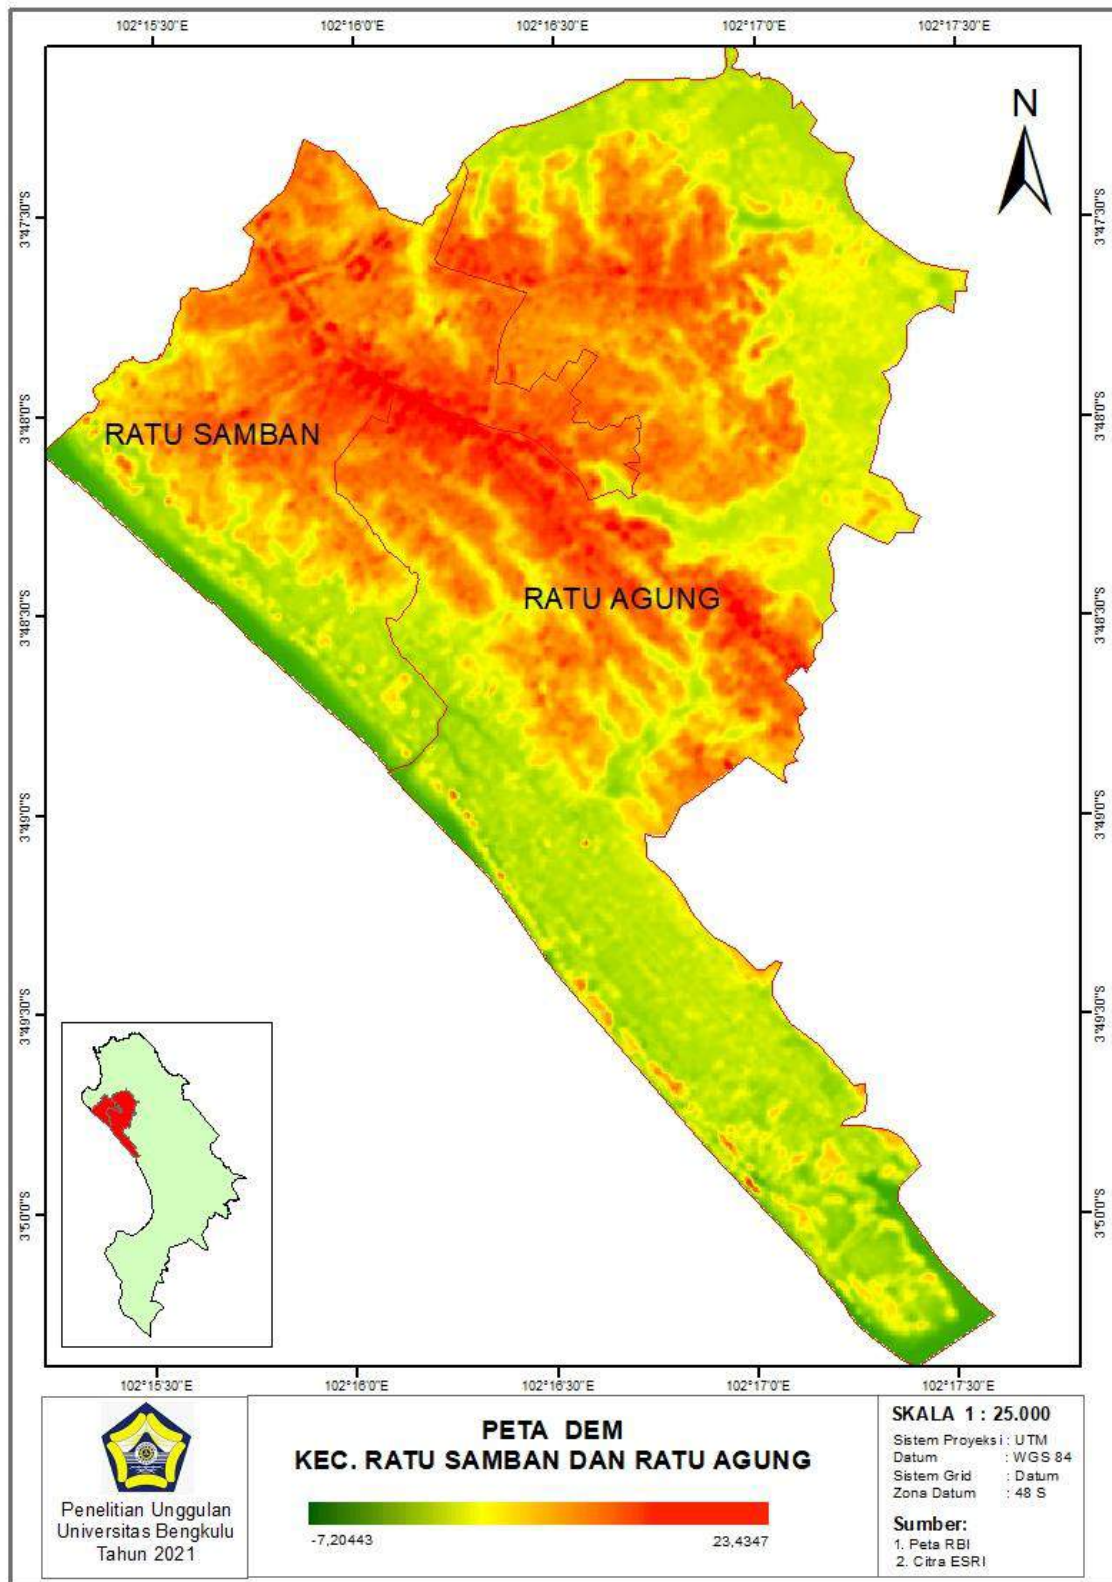 102°15'30"E
102°16'0"E
102°16'30"E
102°17'0"E
102°17'30"E
N
3°47'30"S
3°47'30"S
3°48'0"S
3°48'0"S
RATU SAMBAN
3°48'30"S
RATU AGUNG
3°48'30"S
3°49'0"S
3°49'0"S
3°49'30"S
3°49'30"S
3°50'0"S
3°50'0"S
102°15'30"E
102°16'0"E
102°16'30"E
102°17'0"E
102°17'30"E
Penelitian Unggulan
Universitas Bengkulu
Tahun 2021
PETA DEM
KEC. RATU SAMBAN DAN RATU AGUNG
-7,20443
23,4347
SKALA 1 : 25.000
Sistem Proyeksi : UTM
Datum : WGS 84
Sistem Grid : Datum
Zona Datum : 48 S
Sumber:
1. Peta RBI
2. Citra ESRI